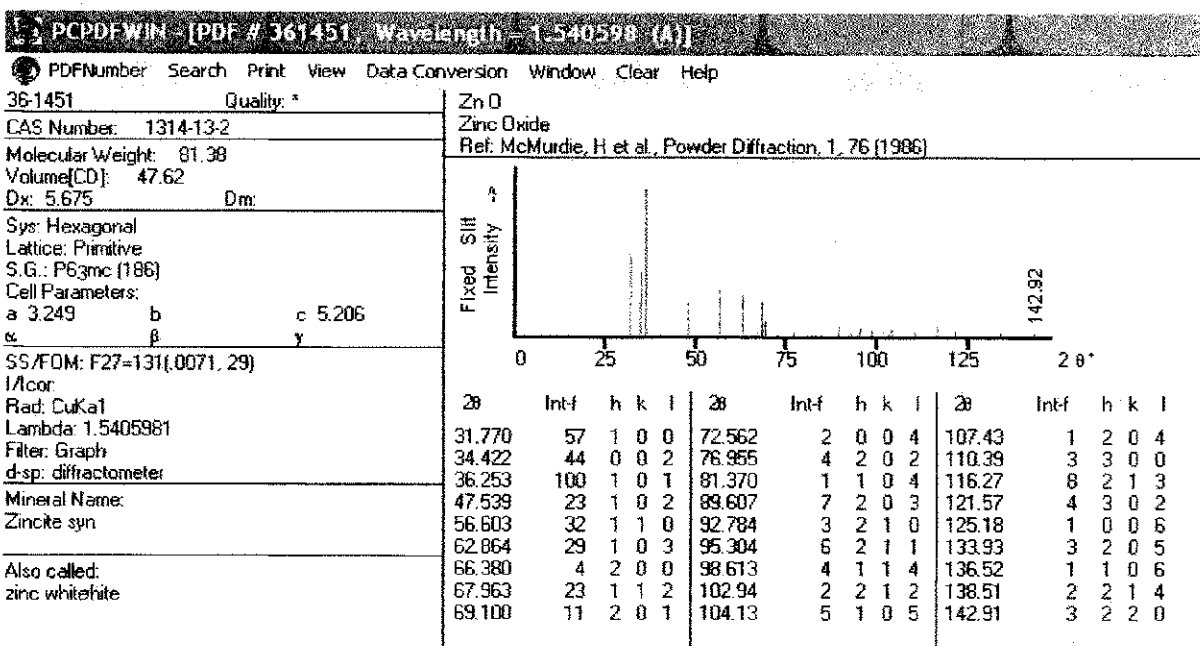 PCPDFWIN - [PDF # 361451, Wavelength = 1.540598 (A)]
PDFNumber Search Print View Data Conversion Window Clear Help
36-1451 Quality: *
CAS Number: 1314-13-2
Molecular Weight: 81.38
Volume[CD]: 47.62
Dx: 5.675 Dm:
Sys: Hexagonal
Lattice: Primitive
S.G.: P63mc (186)
Cell Parameters:
a 3.249 b c 5.206
α β γ
SS/FOM: F27=131(.0071, 29)
I/Icor:
Rad: CuKa1
Lambda: 1.5405981
Filter: Graph
d-sp: diffractometer
Mineral Name:
Zincite syn
Also called:
zinc whitehite
Zn O
Zinc Oxide
Ref: McMurdie, H et al., Powder Diffraction, 1, 76 (1986)
Fixed Slit
Intensity ->
142.92
0 25 50 75 100 125 2 θ°
2θ Int-f h k l 2θ Int-f h k l 2θ Int-f h k l
31.770 57 1 0 0 72.562 2 0 0 4 107.43 1 2 0 4
34.422 44 0 0 2 76.955 4 2 0 2 110.39 3 3 0 0
36.253 100 1 0 1 81.370 1 1 0 4 116.27 8 2 1 3
47.539 23 1 0 2 89.607 7 2 0 3 121.57 4 3 0 2
56.603 32 1 1 0 92.784 3 2 1 0 125.18 1 0 0 6
62.864 29 1 0 3 95.304 6 2 1 1 133.93 3 2 0 5
66.380 4 2 0 0 98.613 4 1 1 4 136.52 1 1 0 6
67.963 23 1 1 2 102.94 2 2 1 2 138.51 2 2 1 4
69.100 11 2 0 1 104.13 5 1 0 5 142.91 3 2 2 0